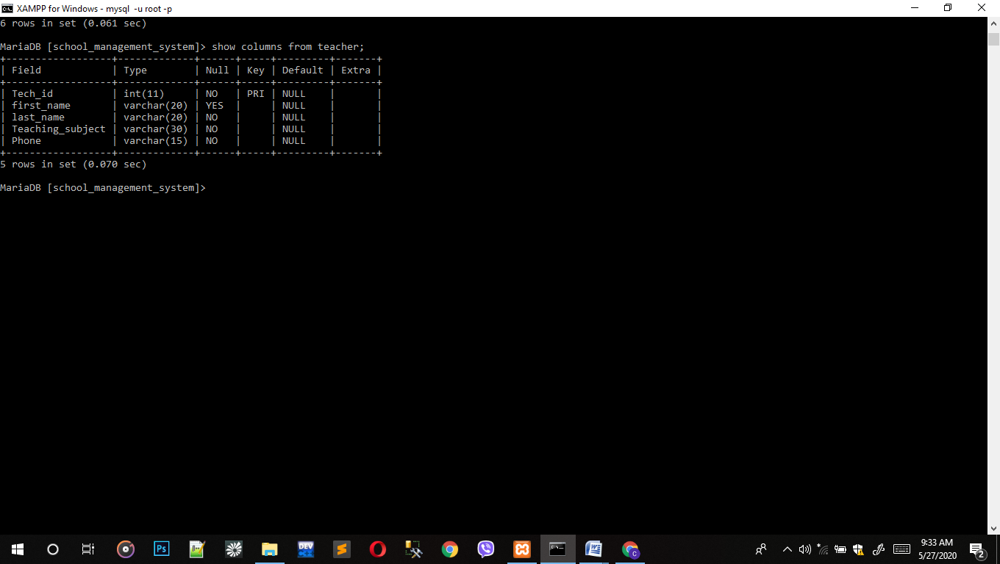 XAMPP for Windows - mysql  -u root -p
6 rows in set (0.061 sec)
MariaDB [school_management_system]> show columns from teacher;
+------------------+-------------+------+-----+---------+-------+
| Field            | Type        | Null | Key | Default | Extra |
+------------------+-------------+------+-----+---------+-------+
| Tech_id          | int(11)     | NO   | PRI | NULL    |       |
| first_name       | varchar(20) | YES  |     | NULL    |       |
| last_name        | varchar(20) | NO   |     | NULL    |       |
| Teaching_subject | varchar(30) | NO   |     | NULL    |       |
| Phone            | varchar(15) | NO   |     | NULL    |       |
+------------------+-------------+------+-----+---------+-------+
5 rows in set (0.070 sec)
MariaDB [school_management_system]>
Ps
DEV
C
9:33 AM
5/27/2020
2